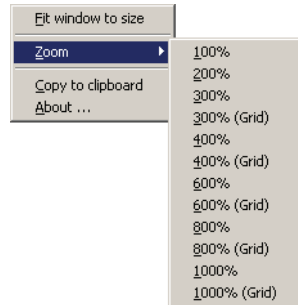 Fit window to size
Zoom
Copy to clipboard
About ...
100%
200%
300%
300% (Grid)
400%
400% (Grid)
600%
600% (Grid)
800%
800% (Grid)
1000%
1000% (Grid)